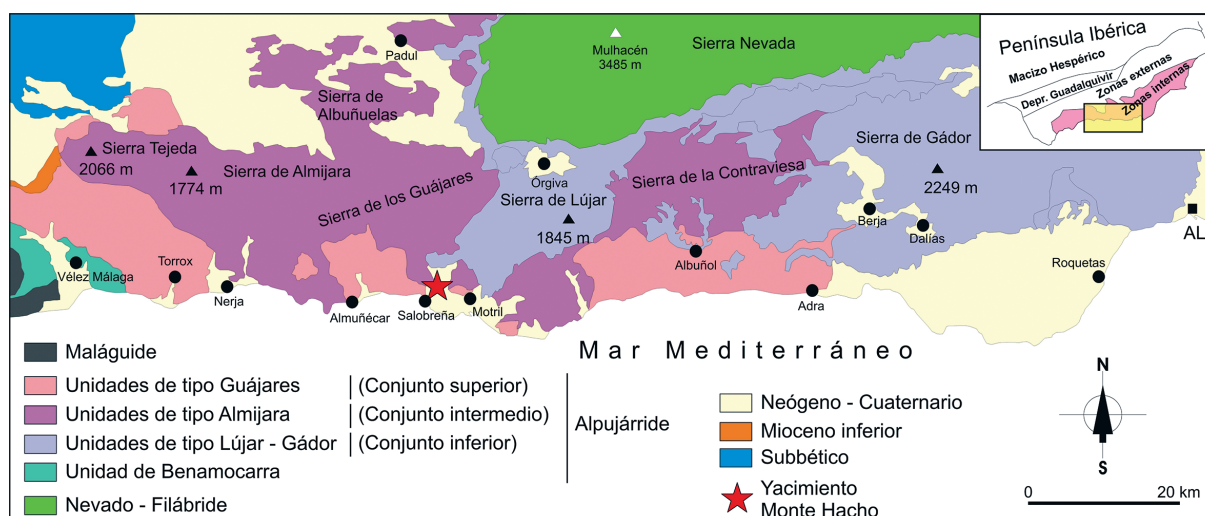 Padul
Mulhacén
3485 m
Sierra Nevada
Península Ibérica
Macizo Hespérico
Depr. Guadalquivir
Zonas externas
Zonas internas
Sierra de
Albuñuelas
Sierra Tejeda
2066 m
1774 m
Sierra de Almijara
Sierra de los Guájares
Órgiva
Sierra de Lújar
1845 m
Sierra de la Contraviesa
Sierra de Gádor
2249 m
Berja
Dalías
AL
Vélez Málaga
Torrox
Nerja
Almuñécar
Salobreña
Motril
Albuñol
Adra
Roquetas
Mar Mediterráneo
Maláguide
Unidades de tipo Guájares (Conjunto superior)
Unidades de tipo Almijara (Conjunto intermedio)
Unidades de tipo Lújar - Gádor (Conjunto inferior)
Alpujárride
Unidad de Benamocarra
Nevado - Filábride
Neógeno - Cuaternario
Mioceno inferior
Subbético
Yacimiento
Monte Hacho
N
S
0 20 km